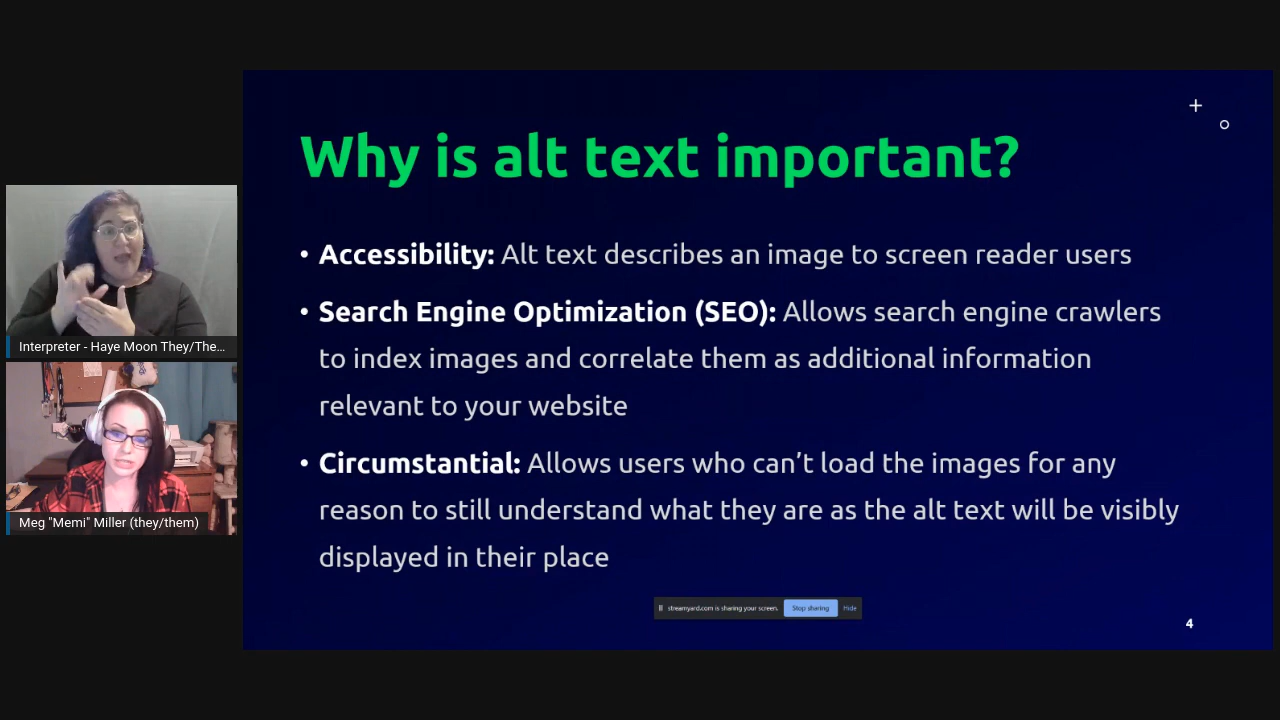 Why is alt text important?
• Accessibility: Alt text describes an image to screen reader users
• Search Engine Optimization (SEO): Allows search engine crawlers
to index images and correlate them as additional information
relevant to your website
• Circumstantial: Allows users who can’t load the images for any
reason to still understand what they are as the alt text will be visibly
displayed in their place
streamyard.com is sharing your screen. Stop sharing Hide
4
Interpreter - Haye Moon They/The...
Meg "Memi" Miller (they/them)